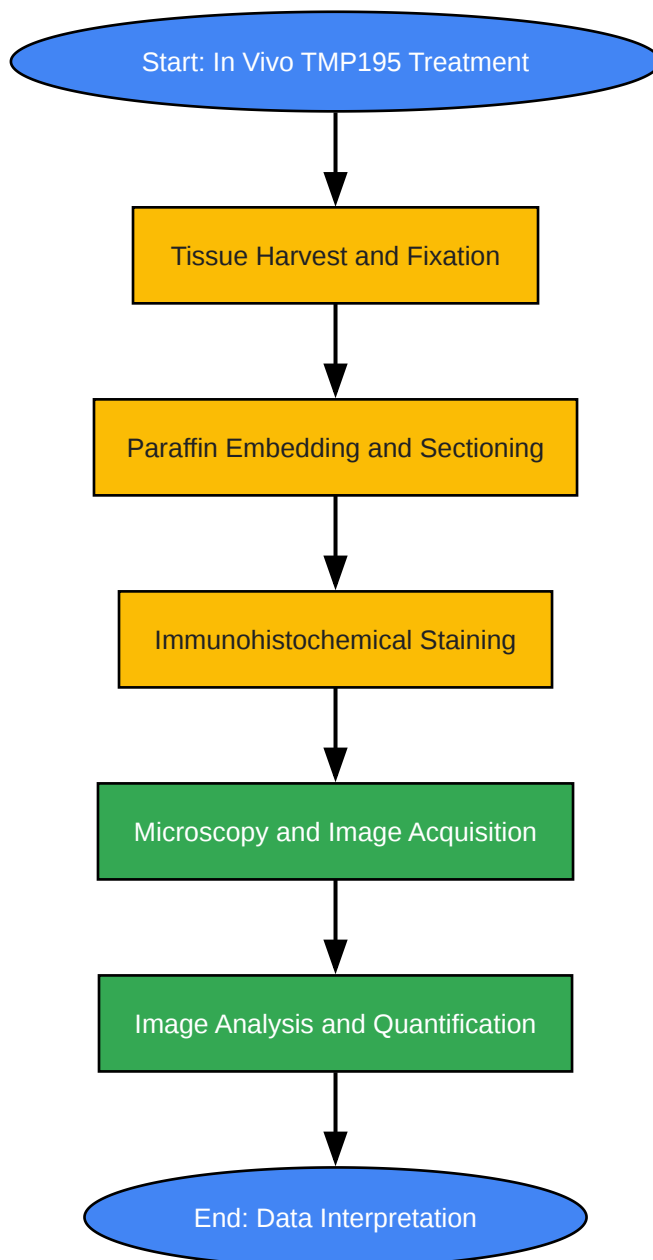 Start: In Vivo TMP195 Treatment
Tissue Harvest and Fixation
Paraffin Embedding and Sectioning
Immunohistochemical Staining
Microscopy and Image Acquisition
Image Analysis and Quantification
End: Data Interpretation